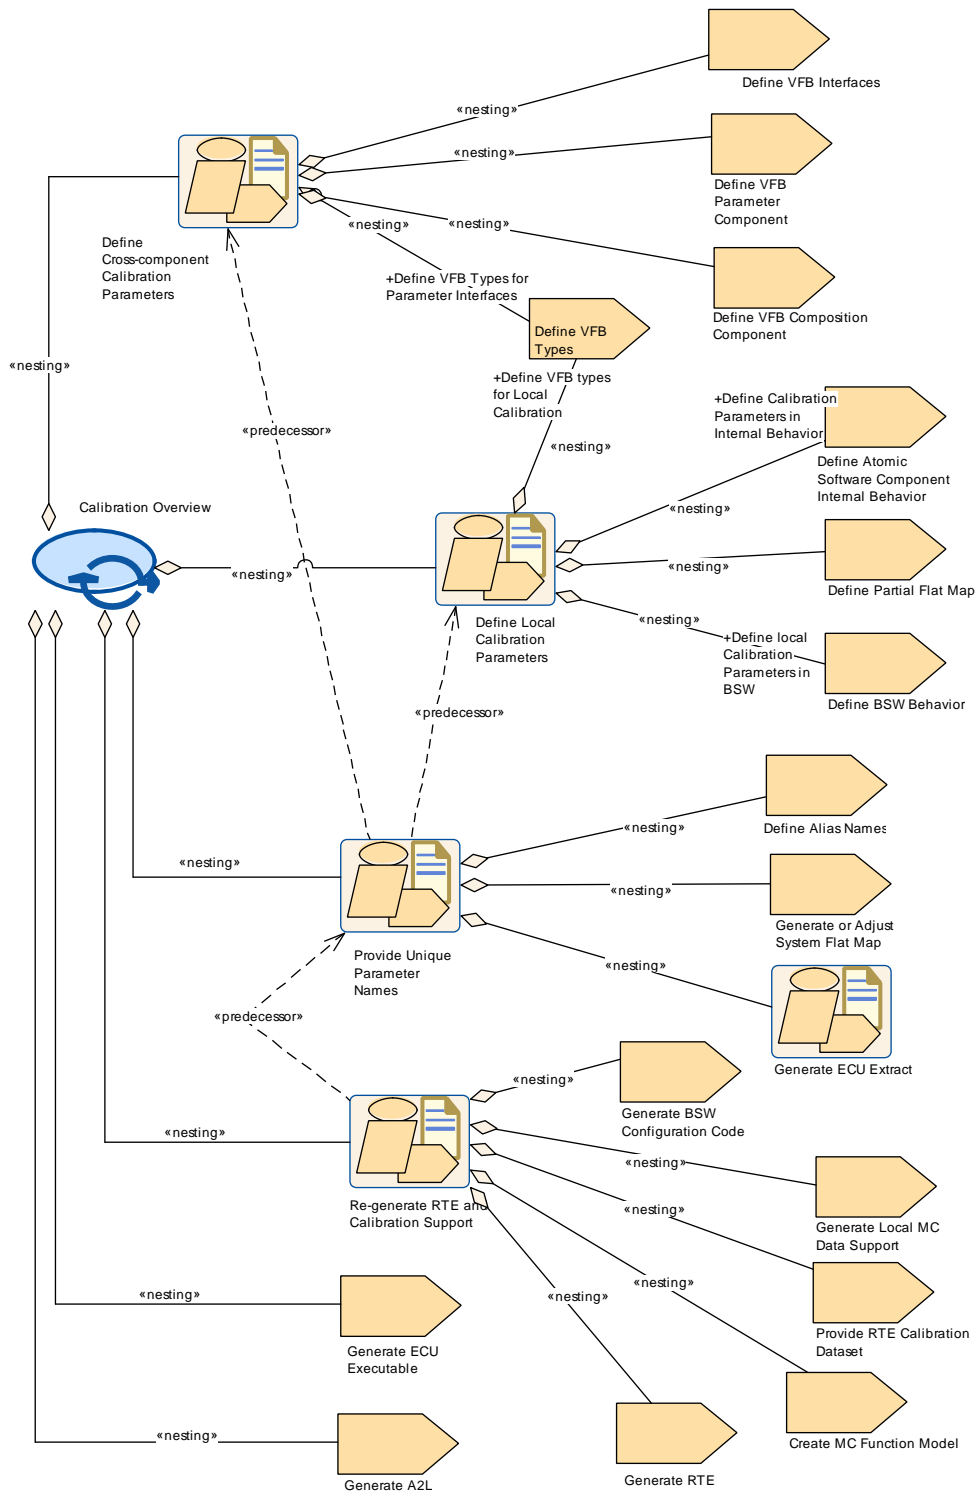 Define VFB Interfaces
«nesting»
«nesting»
Define VFB
Parameter
Component
«nesting»
«nesting»
Define
Cross-component
Calibration
Parameters
+Define VFB Types for
Parameter Interfaces
Define VFB Composition
Component
Define VFB
Types
«nesting»
+Define VFB types
for Local
Calibration
+Define Calibration
Parameters in
Internal Behavior
«predecessor»
«nesting»
Define Atomic
Software Component
Internal Behavior
Calibration Overview
«nesting»
«nesting»
«nesting»
Define Partial Flat Map
Define Local
Calibration
Parameters
«nesting»
+Define local
Calibration
Parameters in
BSW
Define BSW Behavior
«predecessor»
«nesting»
Define Alias Names
«nesting»
«nesting»
Generate or Adjust
System Flat Map
Provide Unique
Parameter
Names
«nesting»
«predecessor»
Generate ECU Extract
«nesting»
Generate BSW
Configuration Code
«nesting»
«nesting»
Re-generate RTE and
Calibration Support
«nesting»
Generate Local MC
Data Support
«nesting»
«nesting»
«nesting»
Provide RTE Calibration
Dataset
Generate ECU
Executable
«nesting»
Create MC Function Model
Generate A2L
Generate RTE